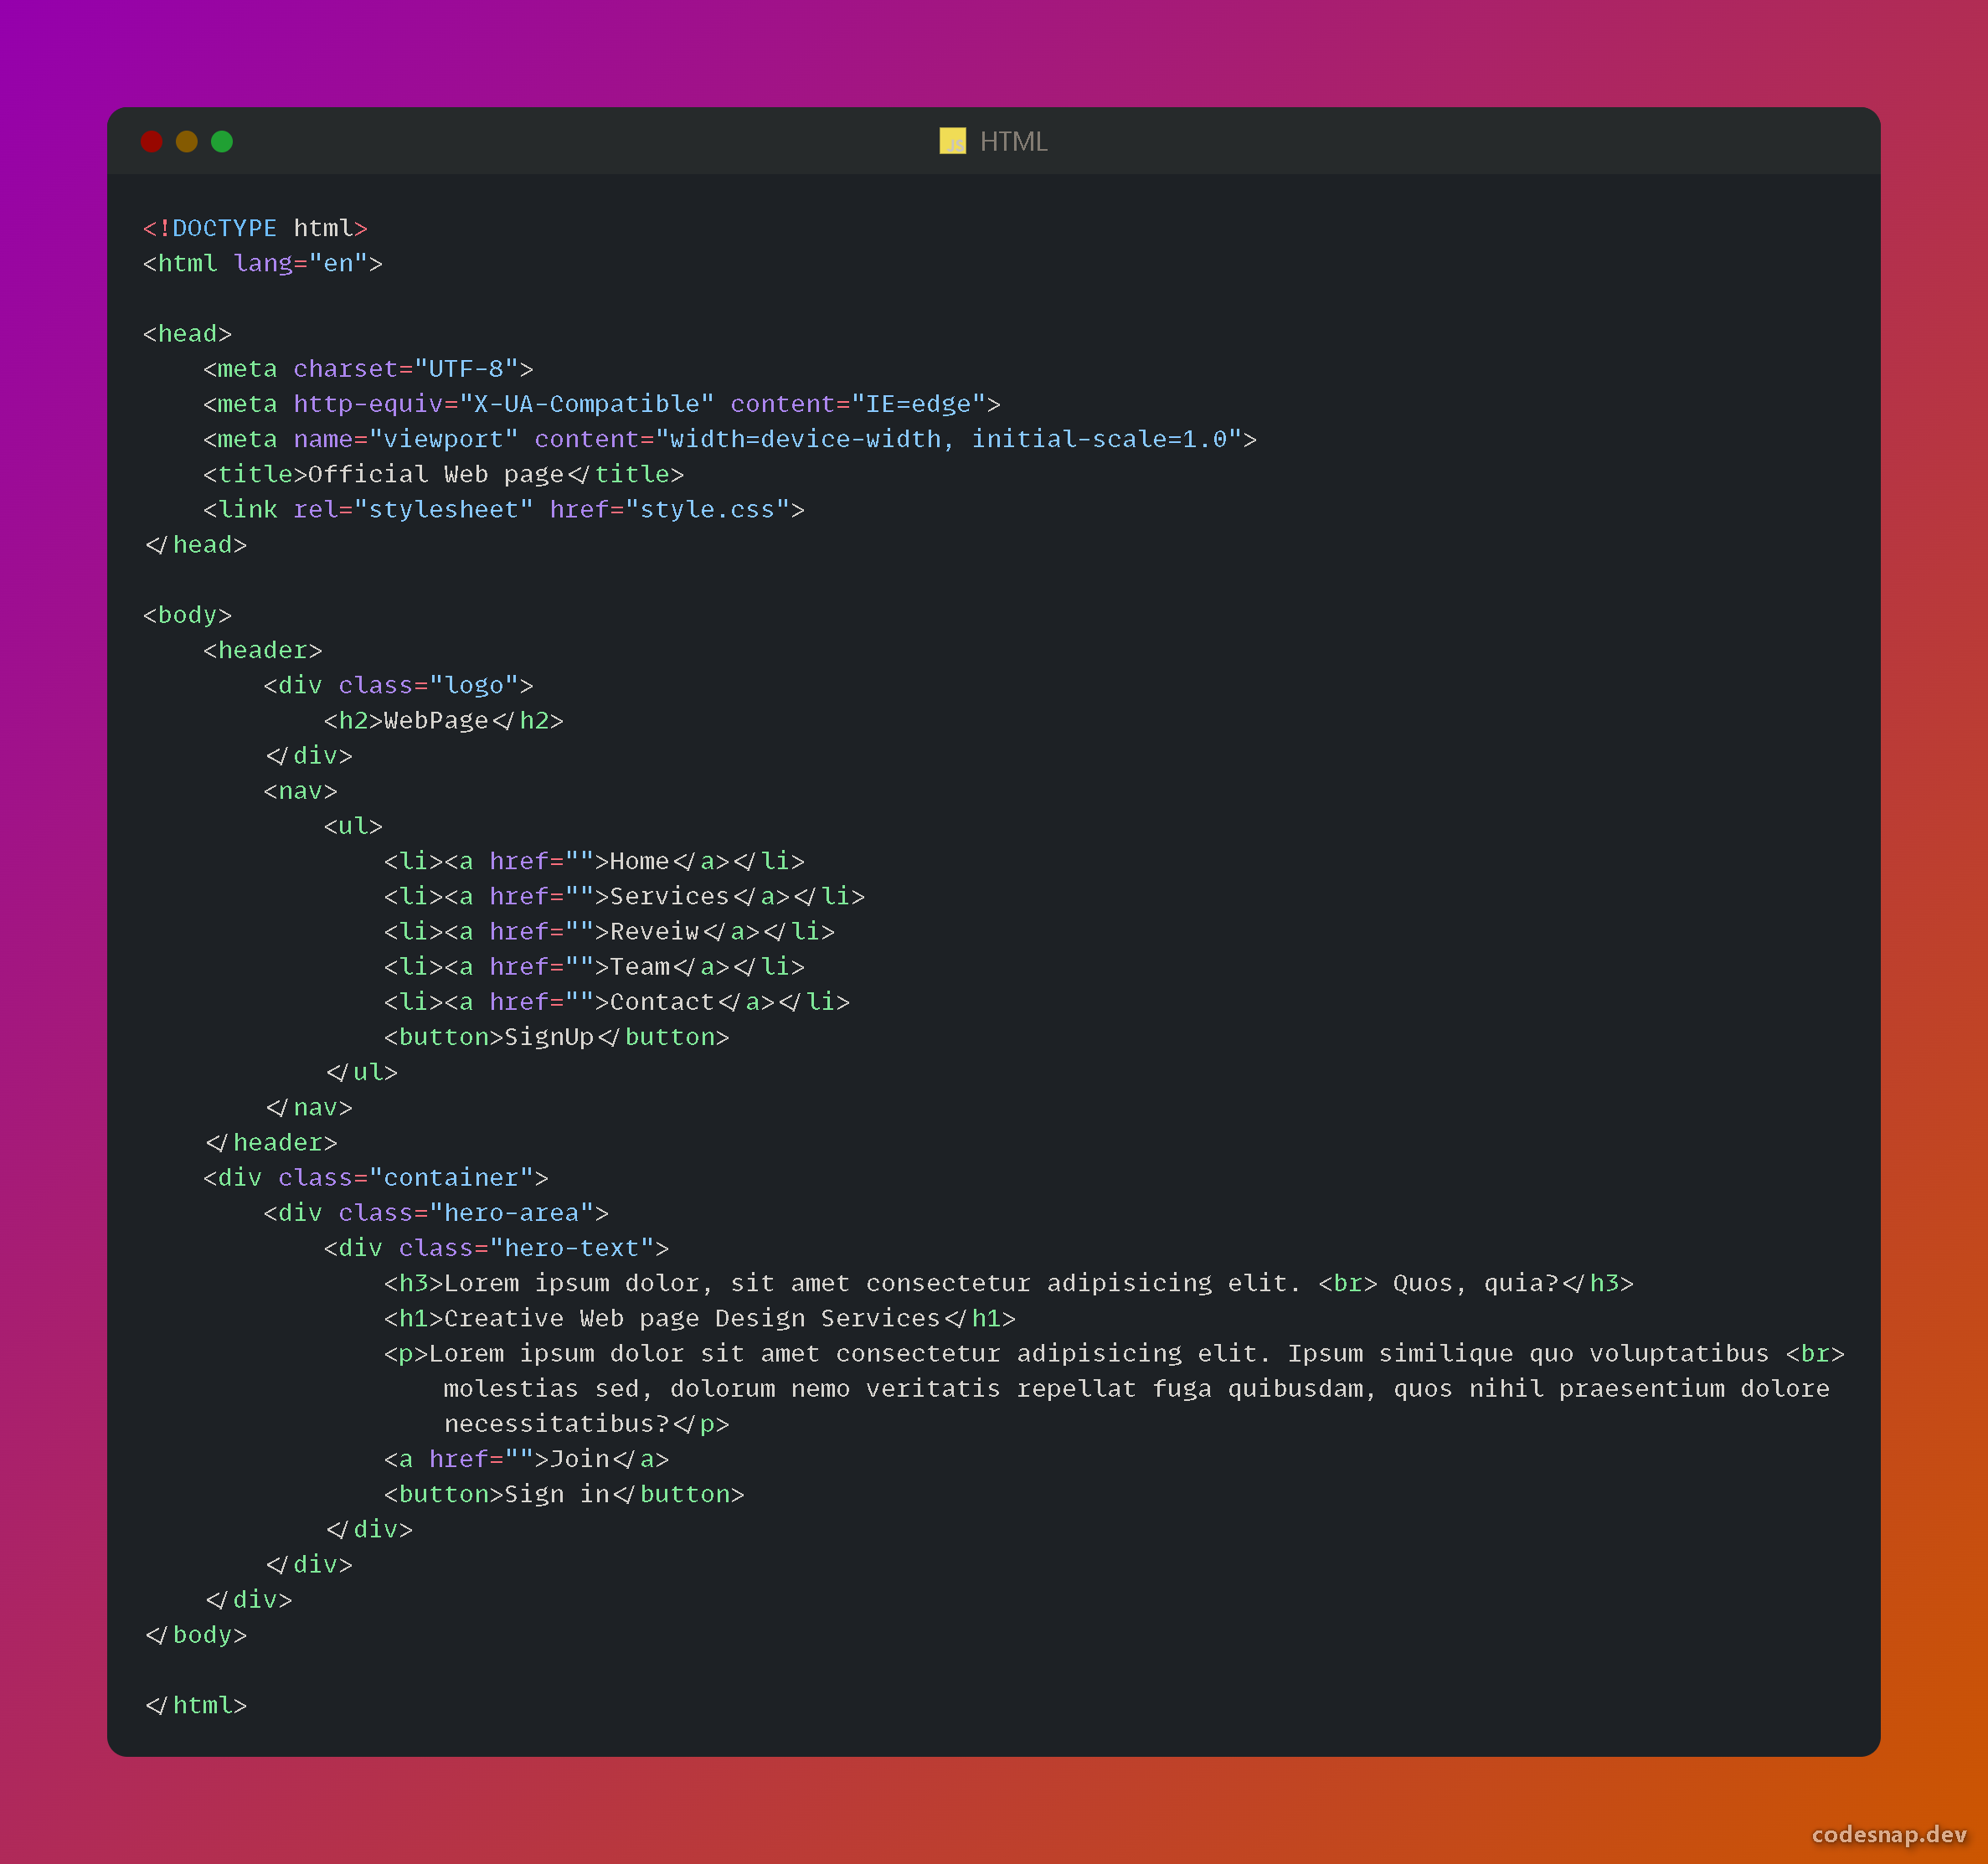 JS HTML
<!DOCTYPE html>
<html lang="en">
<head>
    <meta charset="UTF-8">
    <meta http-equiv="X-UA-Compatible" content="IE=edge">
    <meta name="viewport" content="width=device-width, initial-scale=1.0">
    <title>Official Web page</title>
    <link rel="stylesheet" href="style.css">
</head>
<body>
    <header>
        <div class="logo">
            <h2>WebPage</h2>
        </div>
        <nav>
            <ul>
                <li><a href="">Home</a></li>
                <li><a href="">Services</a></li>
                <li><a href="">Reveiw</a></li>
                <li><a href="">Team</a></li>
                <li><a href="">Contact</a></li>
                <button>SignUp</button>
            </ul>
        </nav>
    </header>
    <div class="container">
        <div class="hero-area">
            <div class="hero-text">
                <h3>Lorem ipsum dolor, sit amet consectetur adipisicing elit. <br> Quos, quia?</h3>
                <h1>Creative Web page Design Services</h1>
                <p>Lorem ipsum dolor sit amet consectetur adipisicing elit. Ipsum similique quo voluptatibus <br>
                    molestias sed, dolorum nemo veritatis repellat fuga quibusdam, quos nihil praesentium dolore
                    necessitatibus?</p>
                <a href="">Join</a>
                <button>Sign in</button>
            </div>
        </div>
    </div>
</body>
</html>
codesnap.dev